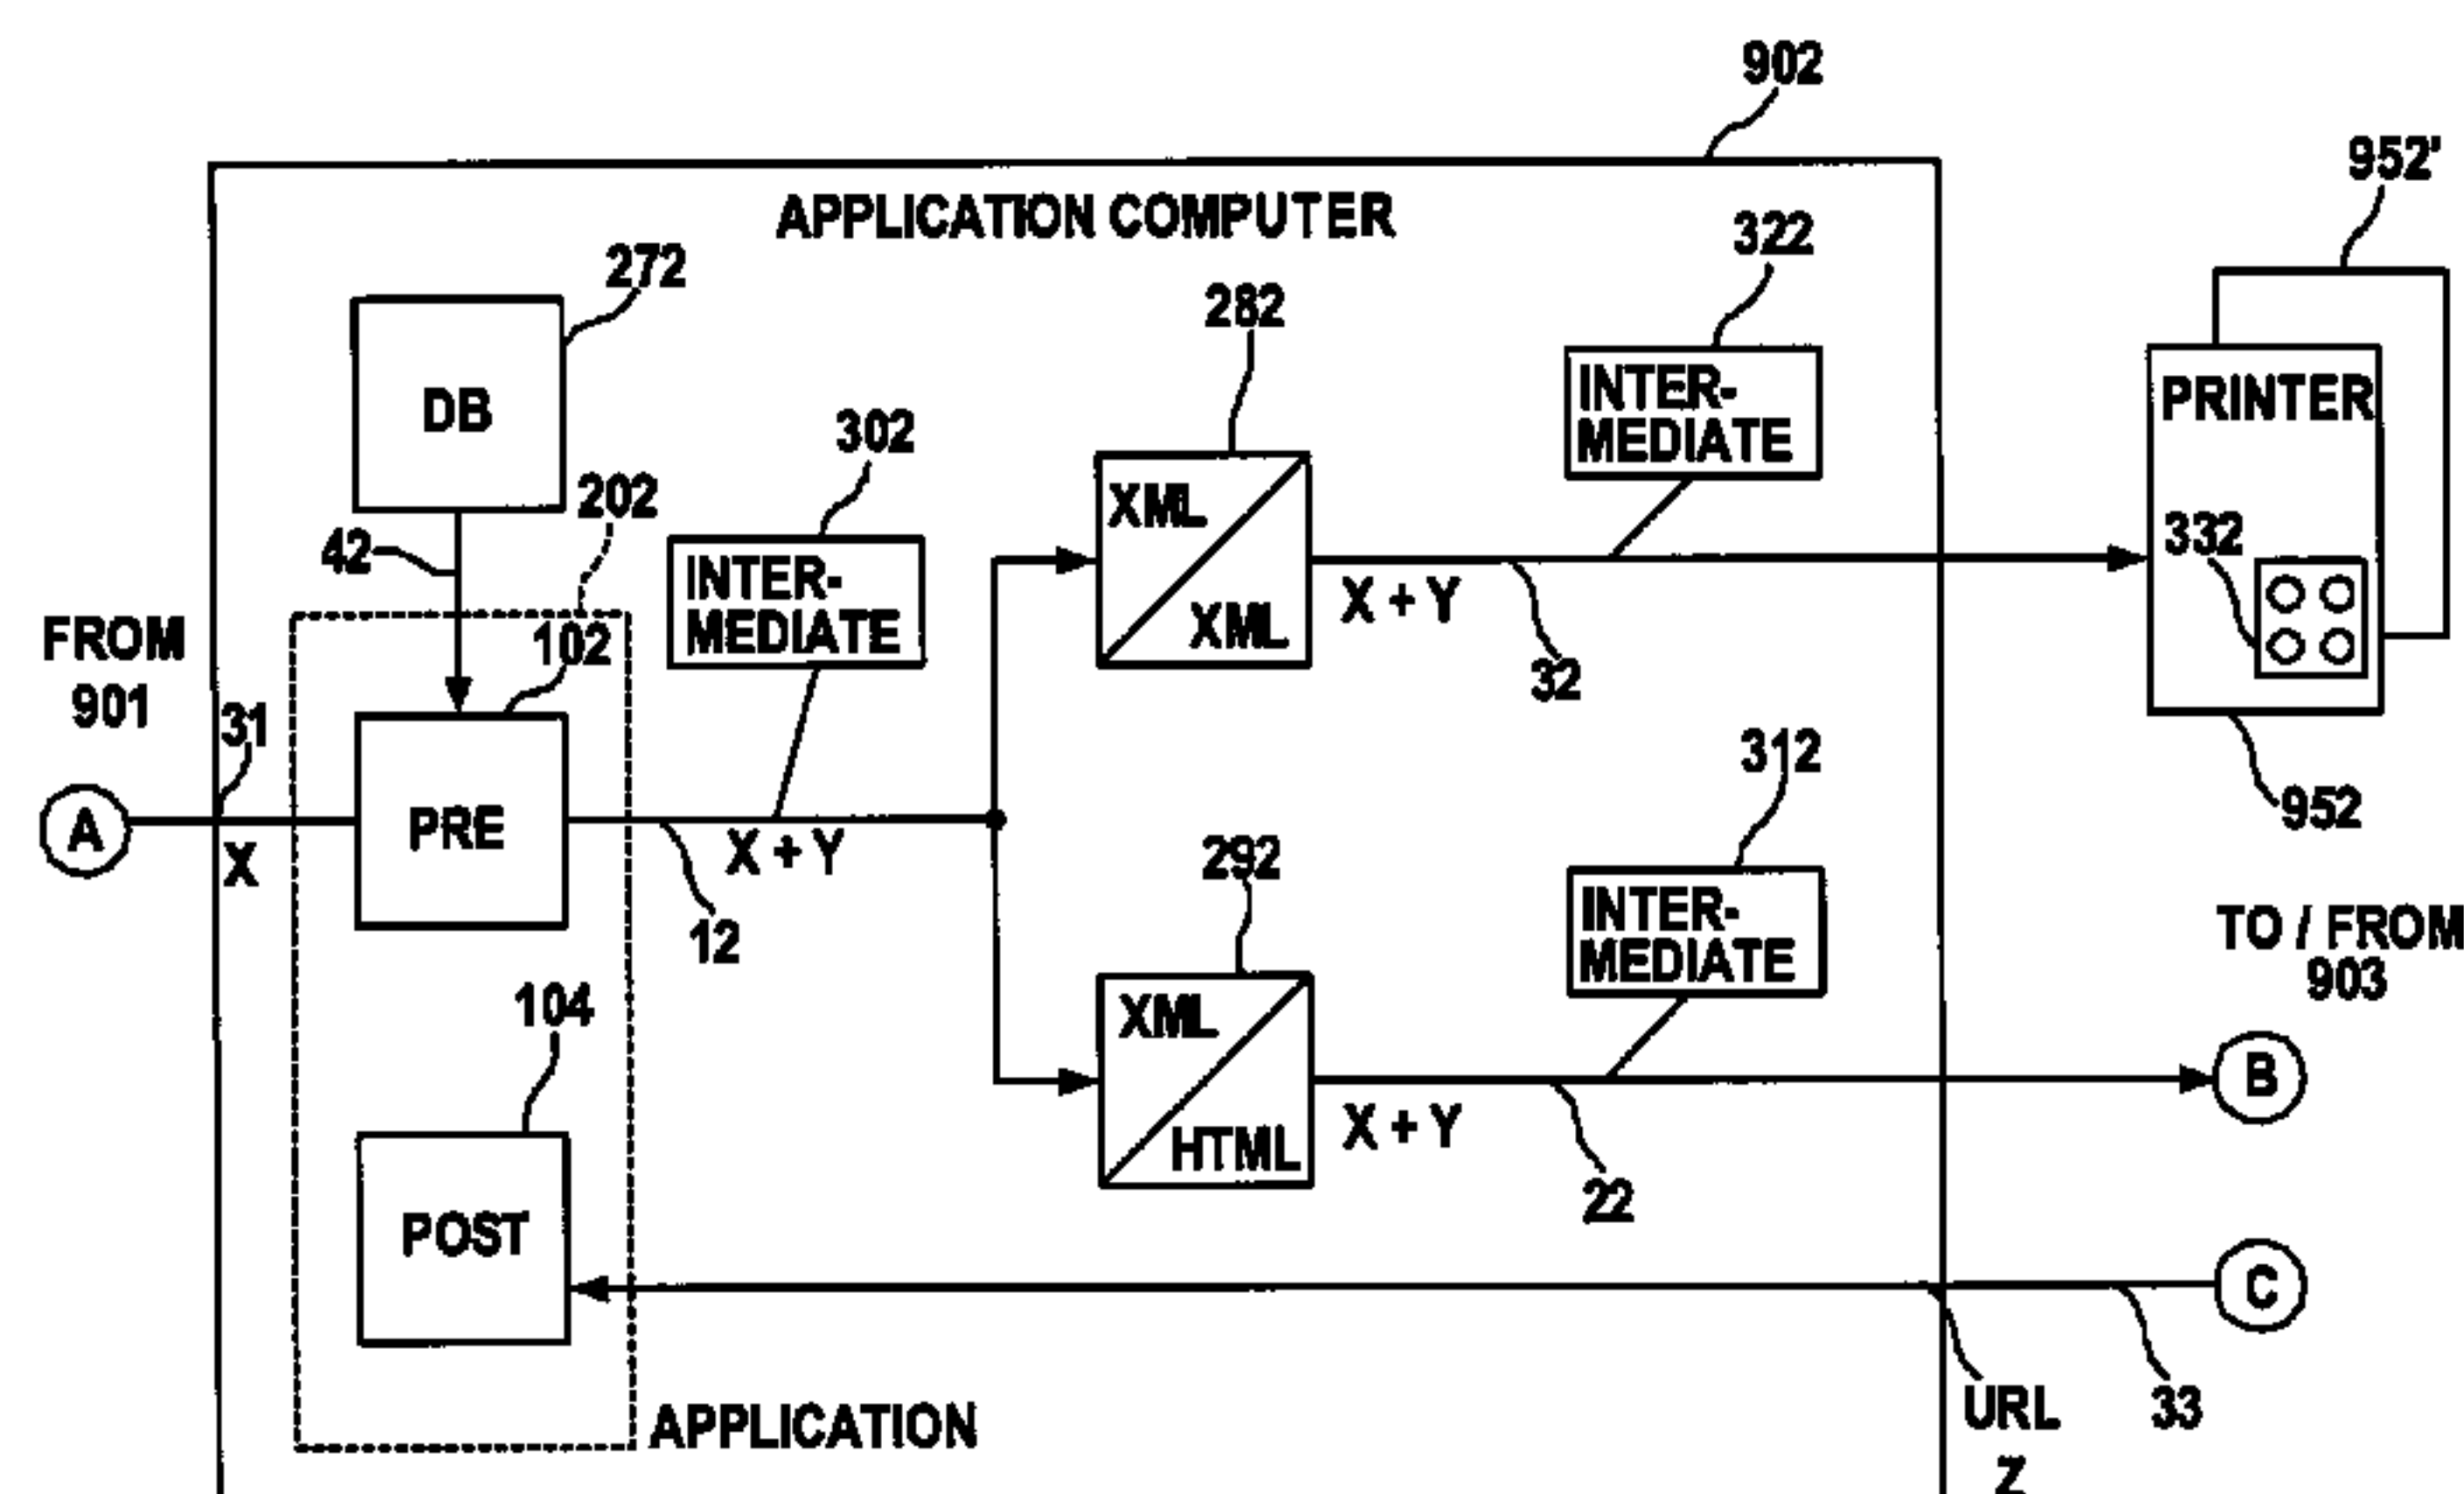 902
952'
APPLICATION COMPUTER
322
272
282
DB
INTER-
MEDIATE
PRINTER
302
202
XML
XML
332
42
INTER-
MEDIATE
X + Y
32
FROM
901
102
31
312
A
X
PRE
X + Y
12
952
292
INTER-
MEDIATE
TO / FROM
903
104
XML
HTML
X + Y
22
B
POST
C
URL
Z
33
APPLICATION